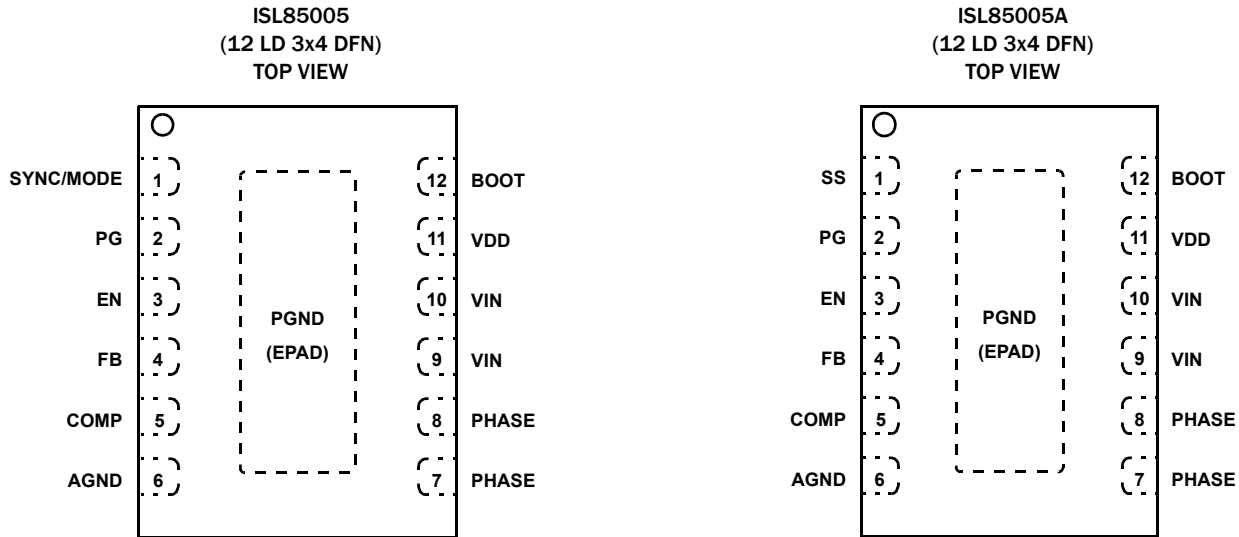 ISL85005
(12 LD 3x4 DFN)
TOP VIEW
SYNC/MODE 1
PG 2
EN 3
FB 4
COMP 5
AGND 6
PGND
(EPAD)
12 BOOT
11 VDD
10 VIN
9 VIN
8 PHASE
7 PHASE
ISL85005A
(12 LD 3x4 DFN)
TOP VIEW
SS 1
PG 2
EN 3
FB 4
COMP 5
AGND 6
PGND
(EPAD)
12 BOOT
11 VDD
10 VIN
9 VIN
8 PHASE
7 PHASE